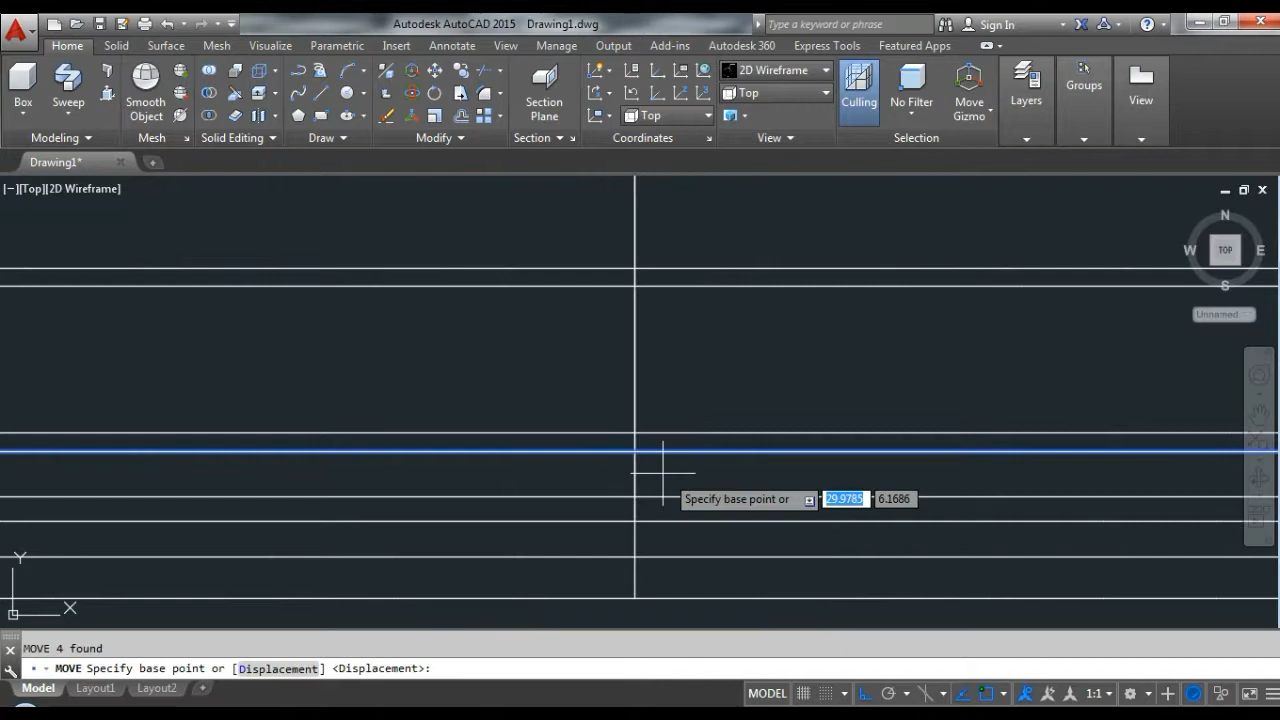 Autodesk AutoCAD 2015 Drawing1.dwg
Type a keyword or phrase
Sign In
Home Solid Surface Mesh Visualize Parametric Insert Annotate View Manage Output Add-ins Autodesk 360 Express Tools Featured Apps
2D Wireframe
Top
Top
Box
Sweep
Smooth Object
Section Plane
Culling
No Filter
Move Gizmo
Layers
Groups
View
Modeling Mesh Solid Editing Draw Modify Section Coordinates View Selection
Drawing1*
[−][Top][2D Wireframe]
N
W TOP E
S
Unnamed
Specify base point or 29.9785 6.1686
Y
X
MOVE 4 found
MOVE Specify base point or [Displacement] <Displacement>:
Model Layout1 Layout2 +
MODEL 1:1